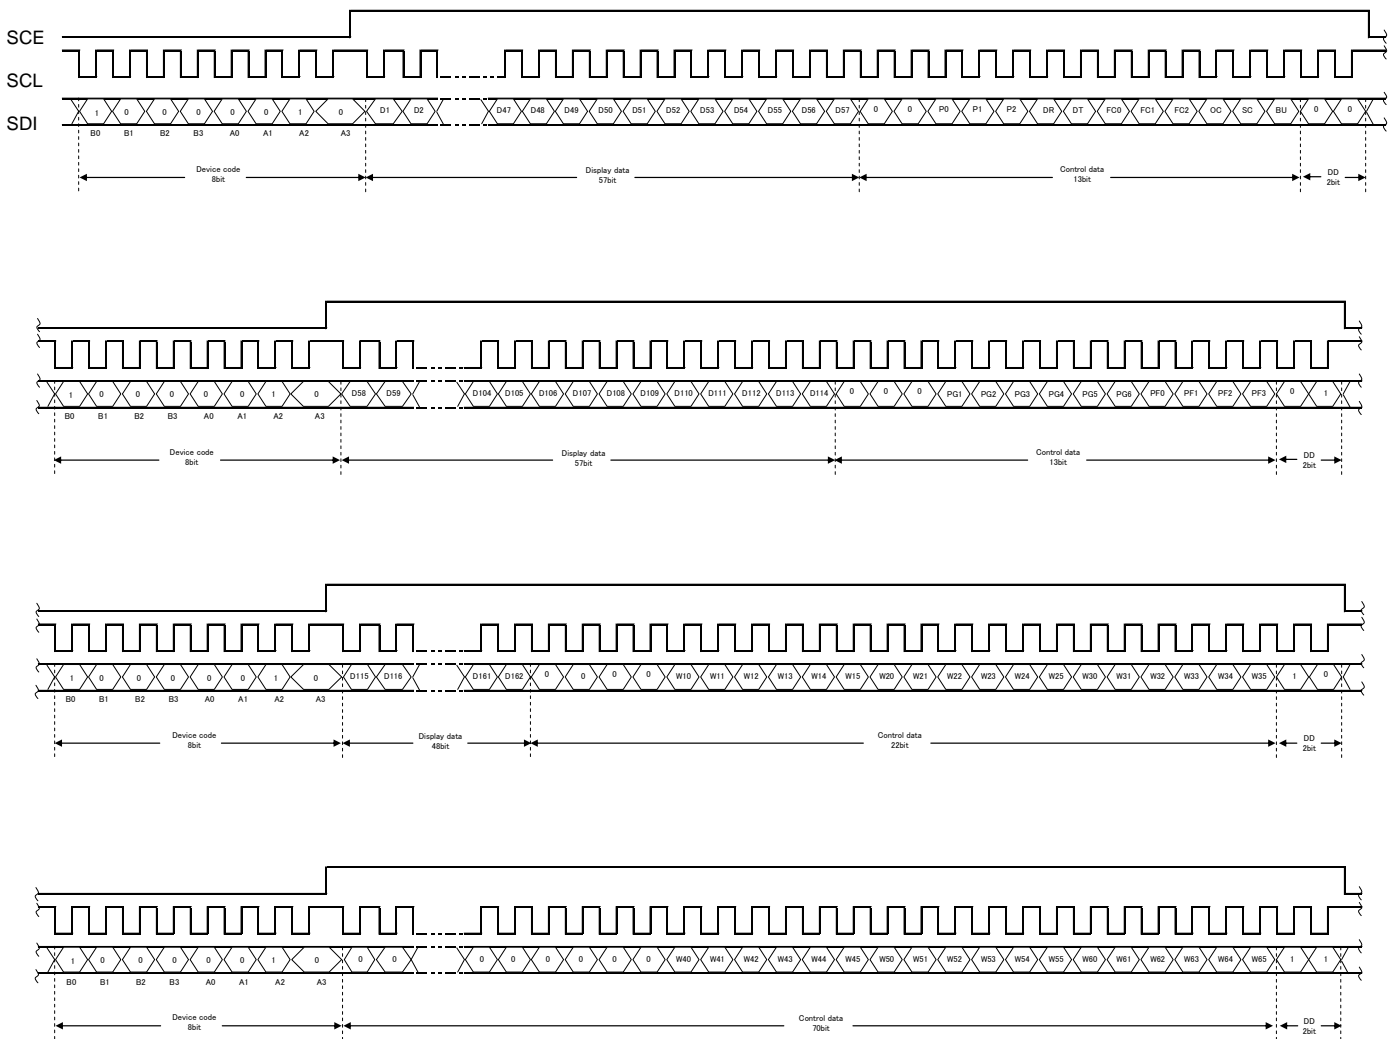 SCE
SCL
SDI
1 0 0 0 0 0 1 0 D1 D2 D47 D48 D49 D50 D51 D52 D53 D54 D55 D56 D57 0 0 P0 P1 P2 DR DT FC0 FC1 FC2 OC SC BU 0 0
B0 B1 B2 B3 A0 A1 A2 A3
Device code
8bit
Display data
57bit
Control data
13bit
DD
2bit
1 0 0 0 0 0 1 0 D58 D59 D104 D105 D106 D107 D108 D109 D110 D111 D112 D113 D114 0 0 0 PG1 PG2 PG3 PG4 PG5 PG6 PF0 PF1 PF2 PF3 0 1
B0 B1 B2 B3 A0 A1 A2 A3
Device code
8bit
Display data
57bit
Control data
13bit
DD
2bit
1 0 0 0 0 0 1 0 D115 D116 D161 D162 0 0 0 0 W10 W11 W12 W13 W14 W15 W20 W21 W22 W23 W24 W25 W30 W31 W32 W33 W34 W35 1 0
B0 B1 B2 B3 A0 A1 A2 A3
Device code
8bit
Display data
48bit
Control data
22bit
DD
2bit
1 0 0 0 0 0 1 0 0 0 0 0 0 0 0 0 W40 W41 W42 W43 W44 W45 W50 W51 W52 W53 W54 W55 W60 W61 W62 W63 W64 W65 1 1
B0 B1 B2 B3 A0 A1 A2 A3
Device code
8bit
Control data
70bit
DD
2bit